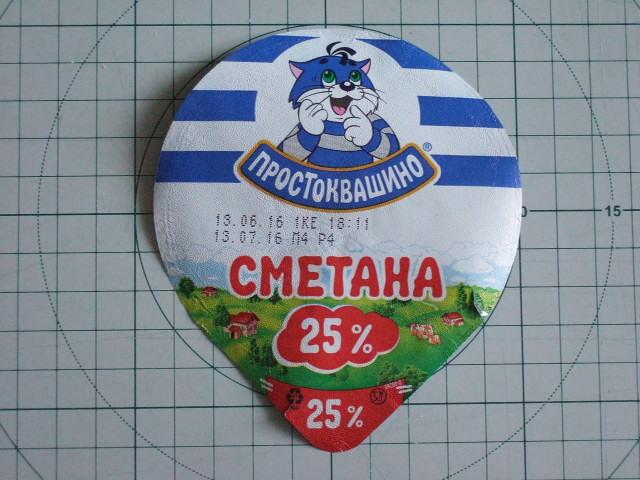 ПРОСТОКВАШИНО®
13.06.16 1KE 18:11
13.07.16 M4 P4
СМЕТАНА
25%
25%
15